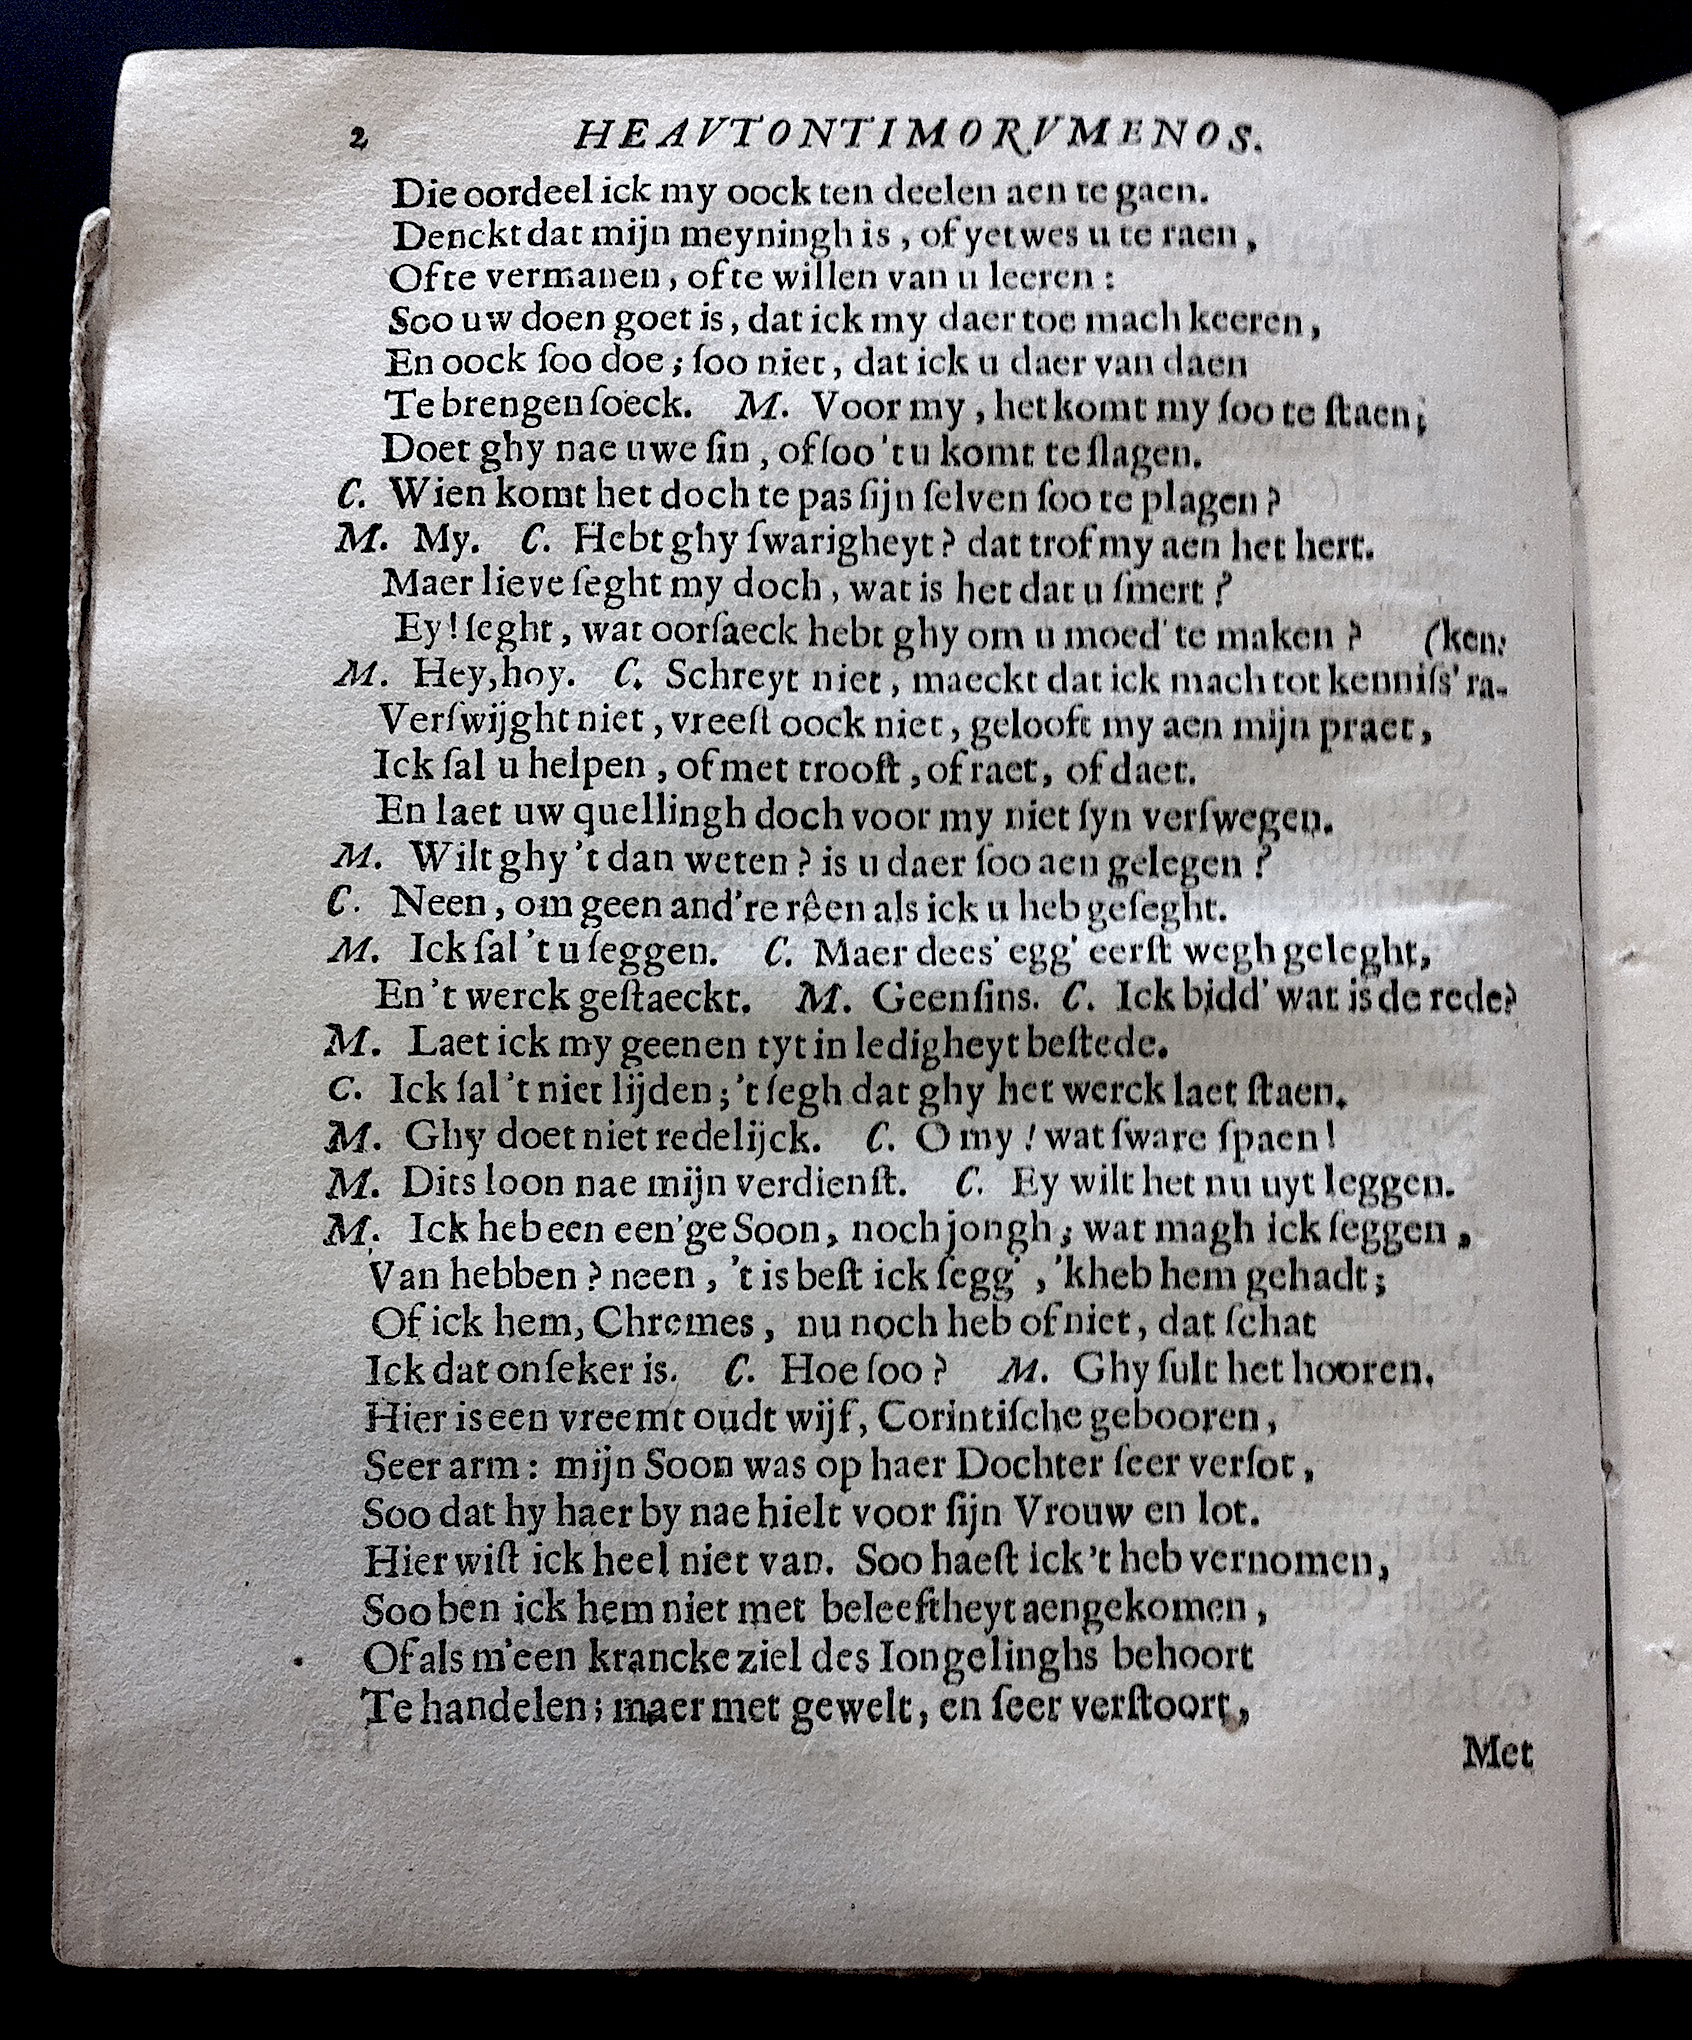 2 HEAVTONTIMORVMENOS.
Die oordeel ick my oock ten deelen aen te gaen.
Denckt dat mijn meyningh is, of yet wes u te raen,
Ofte vermanen, ofte willen van u leeren:
Soo uw doen goet is, dat ick my daer toe mach keeren,
En oock ſoo doe; ſoo niet, dat ick u daer van daen
Te brengen ſoeck. M. Voor my, het komt my ſoo te ſtaen;
Doet ghy nae uwe ſin, of ſoo 't u komt te ſlagen.
C. Wien komt het doch te pas ſijn ſelven ſoo te plagen?
M. My. C. Hebt ghy ſwarigheyt? dat trof my aen het hert.
Maer lieve ſeght my doch, wat is het dat u ſmert?
Ey! ſeght, wat oorſaeck hebt ghy om u moed' te maken? (ken:
M. Hey, hoy. C. Schreyt niet, maeckt dat ick mach tot kenniſs' ra-
Verſwijght niet, vreeſt oock niet, gelooft my aen mijn praet,
Ick ſal u helpen, of met trooſt, of raet, of daet.
En laet uw quellingh doch voor my niet ſyn verſwegen.
M. Wilt ghy 't dan weten? is u daer ſoo aen gelegen?
C. Neen, om geen and're rêen als ick u heb geſeght.
M. Ick ſal 't u ſeggen. C. Maer dees' egg' eerſt wegh geleght,
En 't werck geſtaeckt. M. Geenſins. C. Ick bidd' wat is de rede?
M. Laet ick my geenen tyt in ledigheyt beſtede.
C. Ick ſal 't niet lijden; 't ſegh dat ghy het werck laet ſtaen.
M. Ghy doet niet redelijck. C. O my! wat ſware ſpaen!
M. Dits loon nae mijn verdienſt. C. Ey wilt het nu uyt leggen.
M. Ick heb een een'ge Soon, noch jongh; wat magh ick ſeggen,
Van hebben? neen, 't is beſt ick ſegg', 'kheb hem gehadt;
Of ick hem, Chremes, nu noch heb of niet, dat ſchat
Ick dat onſeker is. C. Hoe ſoo? M. Ghy ſult het hooren.
Hier is een vreemt oudt wijf, Corintiſche gebooren,
Seer arm: mijn Soon was op haer Dochter ſeer verſot,
Soo dat hy haer by nae hielt voor ſijn Vrouw en lot.
Hier wiſt ick heel niet van. Soo haeſt ick 't heb vernomen,
Soo ben ick hem niet met beleeftheyt aengekomen,
Of als m'een krancke ziel des Iongelinghs behoort
Te handelen; maer met gewelt, en ſeer verſtoort,
Met